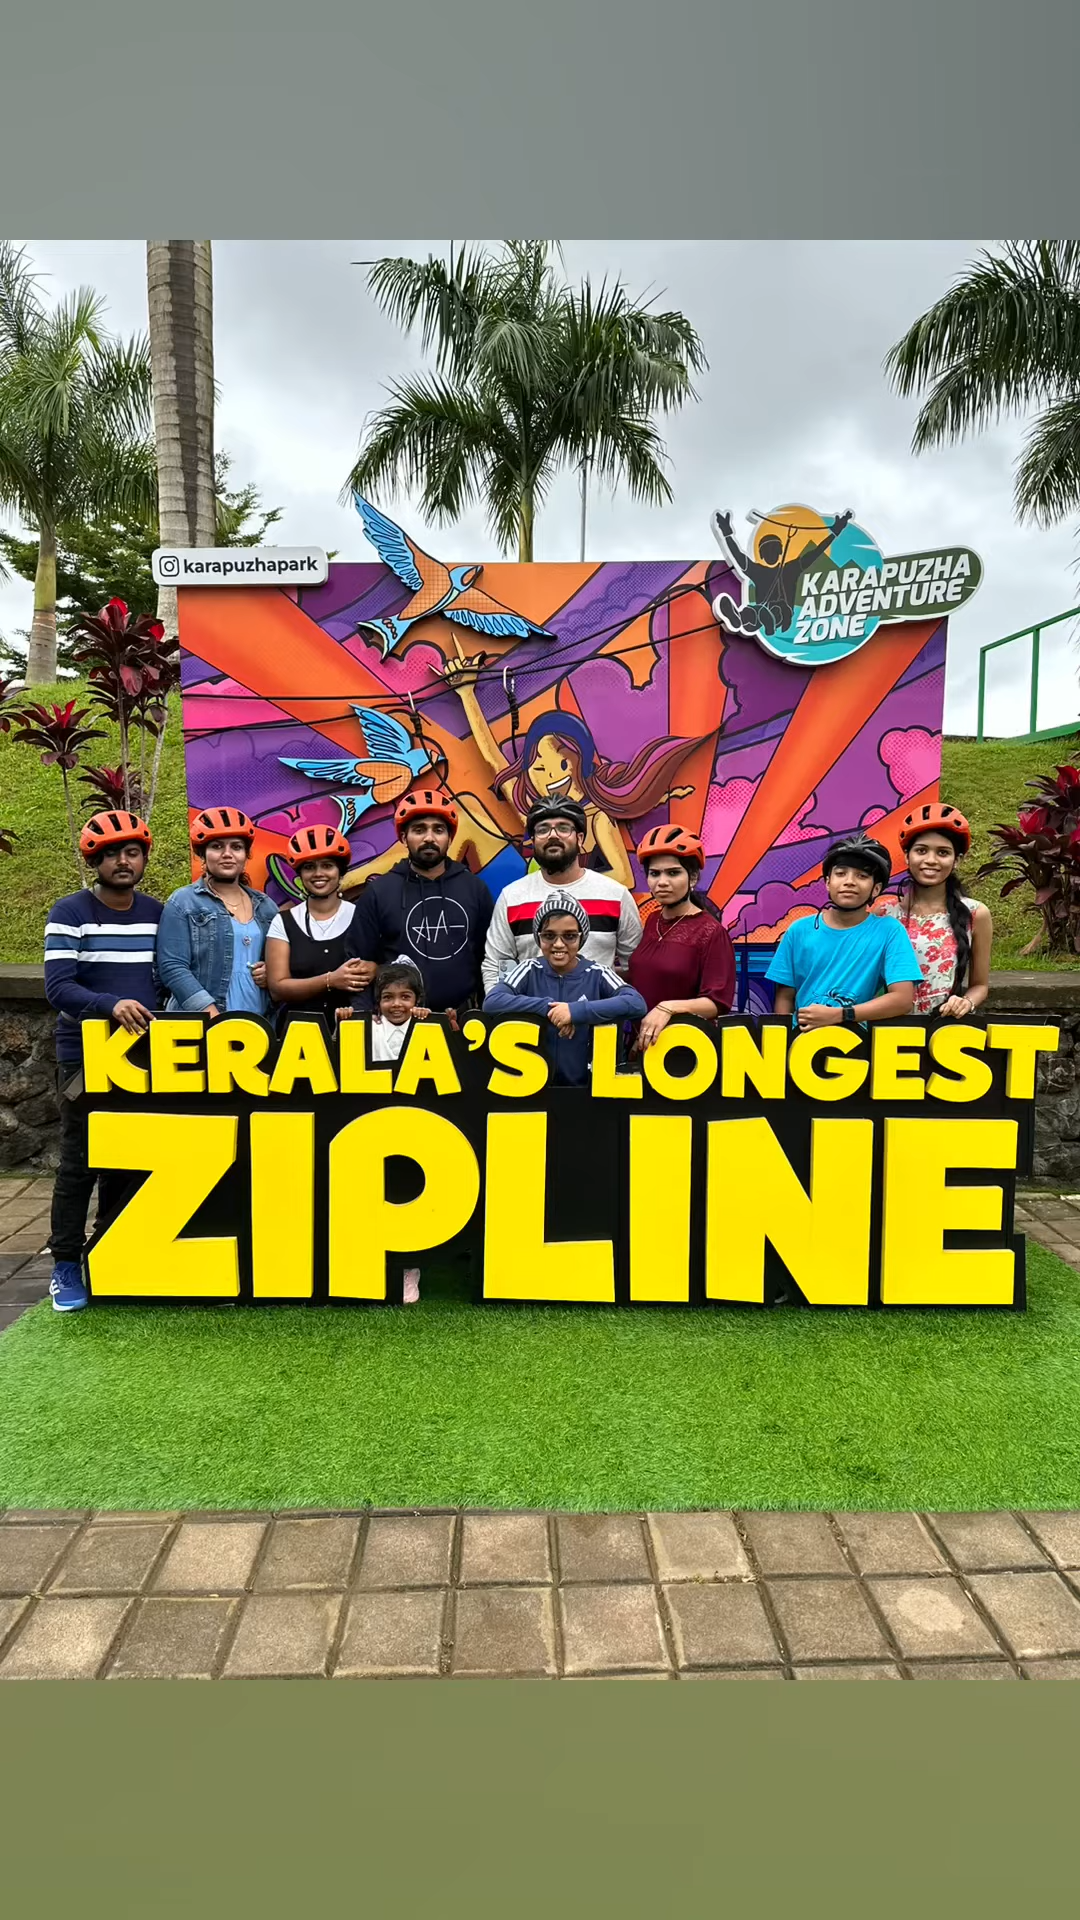 karapuzhapark
KARAPUZHA
ADVENTURE
ZONE
KERALA'S LONGEST
ZIPLINE